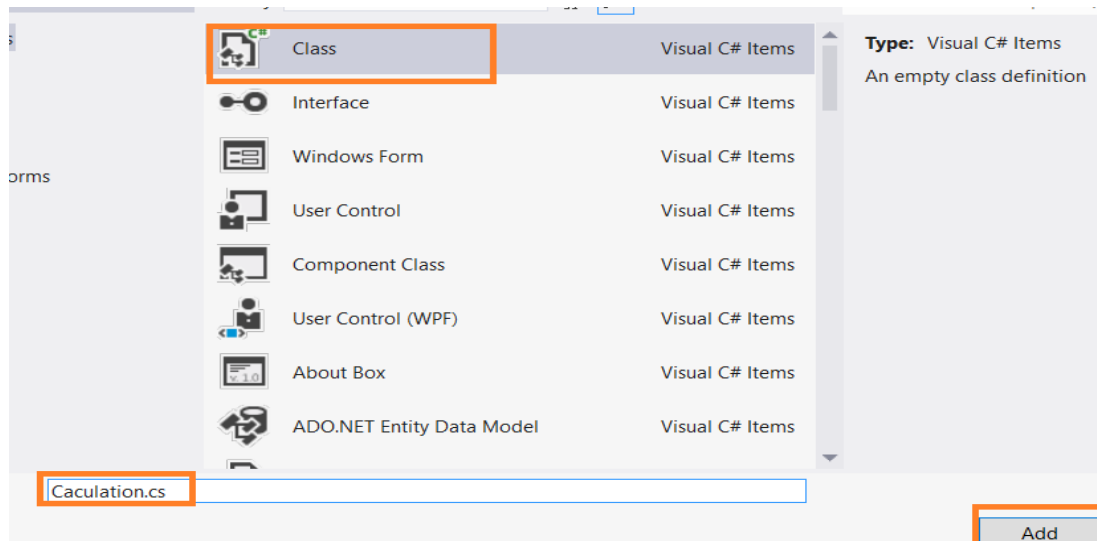 Class Visual C# Items
Interface Visual C# Items
Windows Form Visual C# Items
orms
User Control Visual C# Items
Component Class Visual C# Items
User Control (WPF) Visual C# Items
About Box Visual C# Items
ADO.NET Entity Data Model Visual C# Items
Type: Visual C# Items
An empty class definition
Caculation.cs
Add